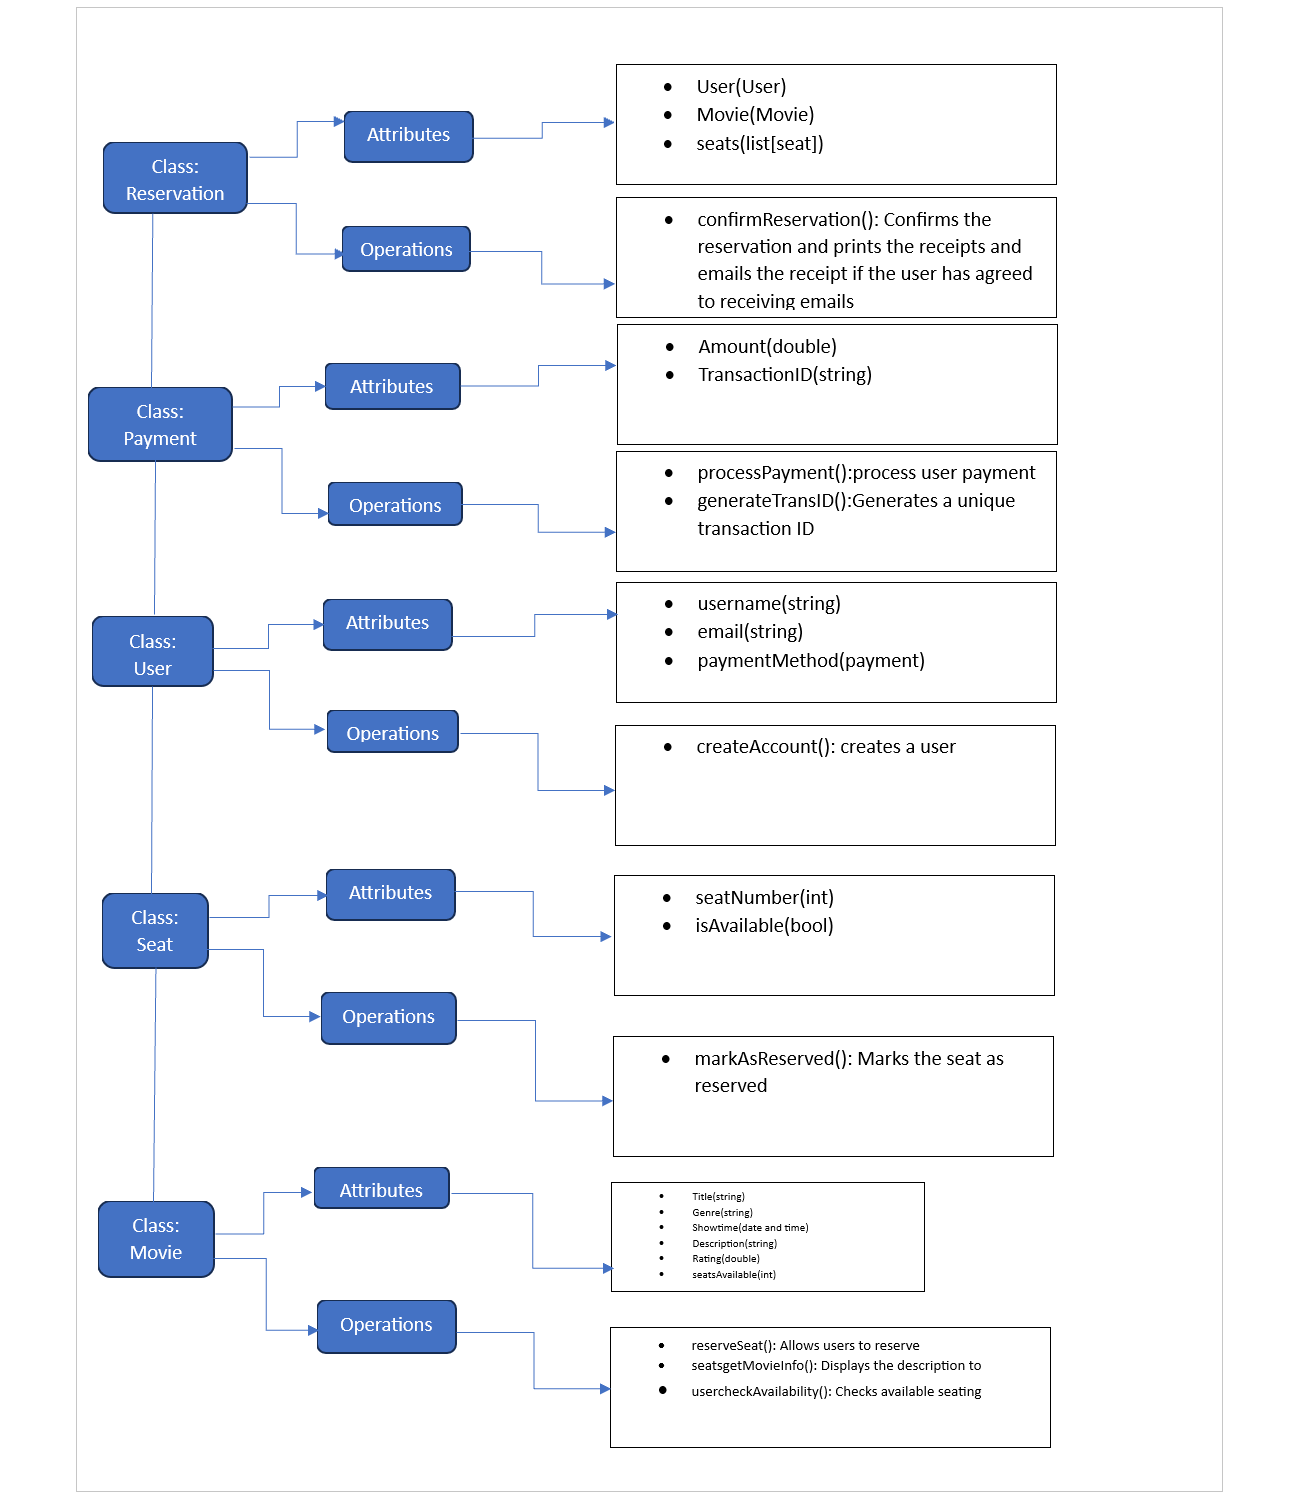 Class:
Reservation
Attributes
User(User)
Movie(Movie)
seats(list[seat])
Operations
confirmReservation(): Confirms the
reservation and prints the receipts and
emails the receipt if the user has agreed
to receiving emails
Class:
Payment
Attributes
Amount(double)
TransactionID(string)
Operations
processPayment():process user payment
generateTransID():Generates a unique
transaction ID
Class:
User
Attributes
username(string)
email(string)
paymentMethod(payment)
Operations
createAccount(): creates a user
Class:
Seat
Attributes
seatNumber(int)
isAvailable(bool)
Operations
markAsReserved(): Marks the seat as
reserved
Class:
Movie
Attributes
Title(string)
Genre(string)
Showtime(date and time)
Description(string)
Rating(double)
seatsAvailable(int)
Operations
reserveSeat(): Allows users to reserve
seatsgetMovieInfo(): Displays the description to
usercheckAvailability(): Checks available seating